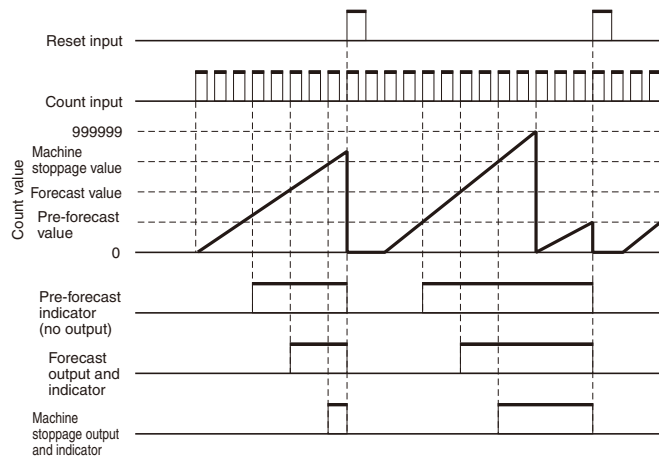 Reset input
Count input
Count value
999999
Machine
stoppage value
Forecast value
Pre-forecast
value
0
Pre-forecast
indicator
(no output)
Forecast
output and
indicator
Machine
stoppage output
and indicator